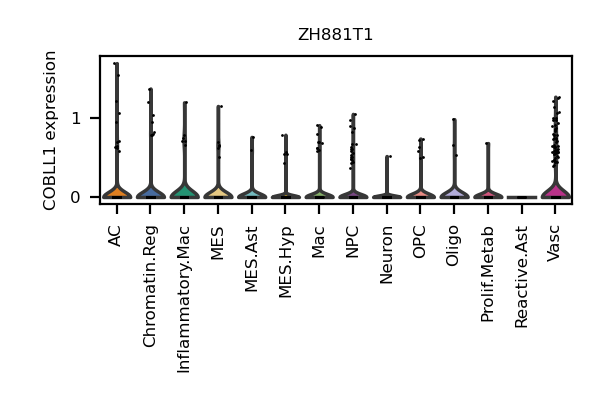 ZH881T1
COBLL1 expression
1
0
AC
Chromatin.Reg
Inflammatory.Mac
MES
MES.Ast
MES.Hyp
Mac
NPC
Neuron
OPC
Oligo
Prolif.Metab
Reactive.Ast
Vasc